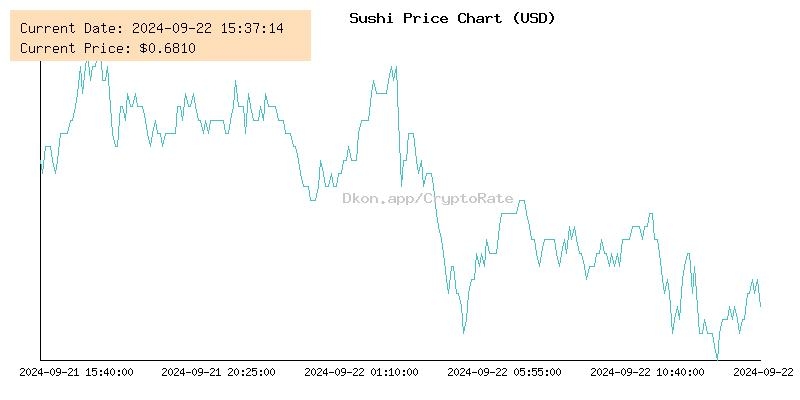 Sushi Price Chart (USD)
Current Date: 2024-09-22 15:37:14
Current Price: $0.6810
Dkon.app/CryptoRate
2024-09-21 15:40:00
2024-09-21 20:25:00
2024-09-22 01:10:00
2024-09-22 05:55:00
2024-09-22 10:40:00
2024-09-22